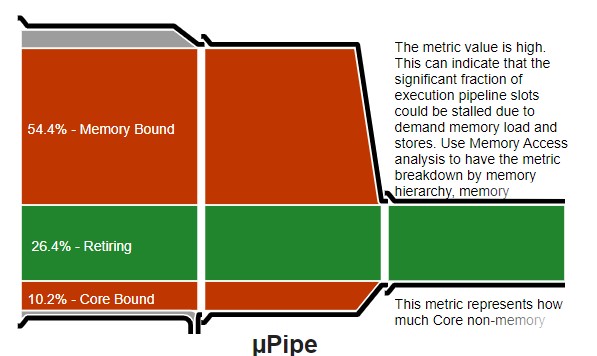 The metric value is high.
This can indicate that the
significant fraction of
execution pipeline slots
could be stalled due to
demand memory load and
stores. Use Memory Access
analysis to have the metric
breakdown by memory
hierarchy, memory
54.4% - Memory Bound
26.4% - Retiring
10.2% - Core Bound
This metric represents how
much Core non-memory
µPipe